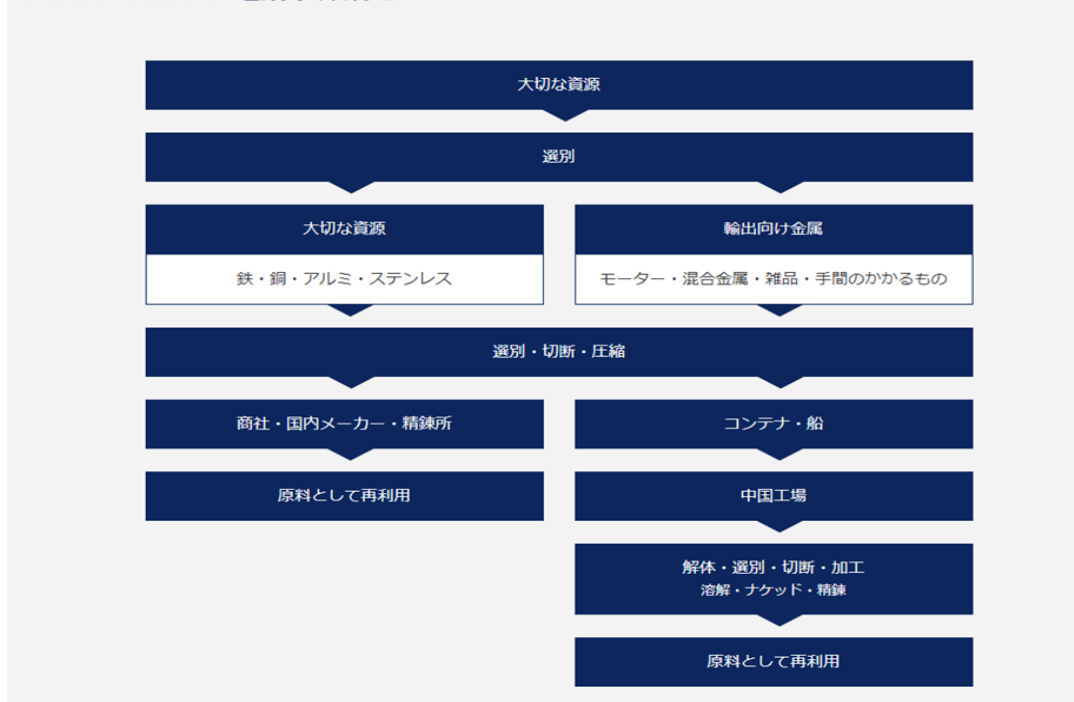 大切な資源
選別
大切な資源
鉄・銅・アルミ・ステンレス
輸出向け金属
モーター・混合金属・雑品・手間のかかるもの
選別・切断・圧縮
商社・国内メーカー・精錬所
原料として再利用
コンテナ・船
中国工場
解体・選別・切断・加工
溶解・ナケッド・精錬
原料として再利用